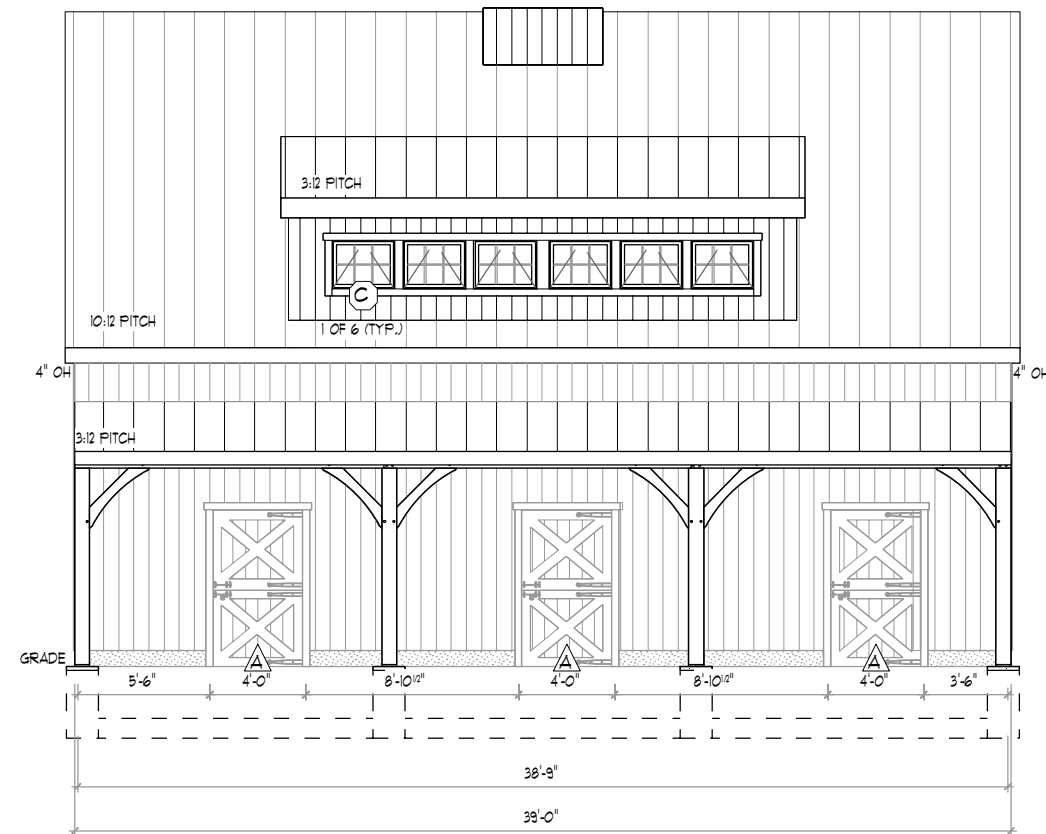 3:12 PITCH
C
1 OF 6 (TYP.)
10:12 PITCH
4" OH
4" OH
3:12 PITCH
GRADE
A
A
A
5'-6"
4'-0"
8'-10 1/2"
4'-0"
8'-10 1/2"
4'-0"
3'-6"
38'-9"
39'-0"